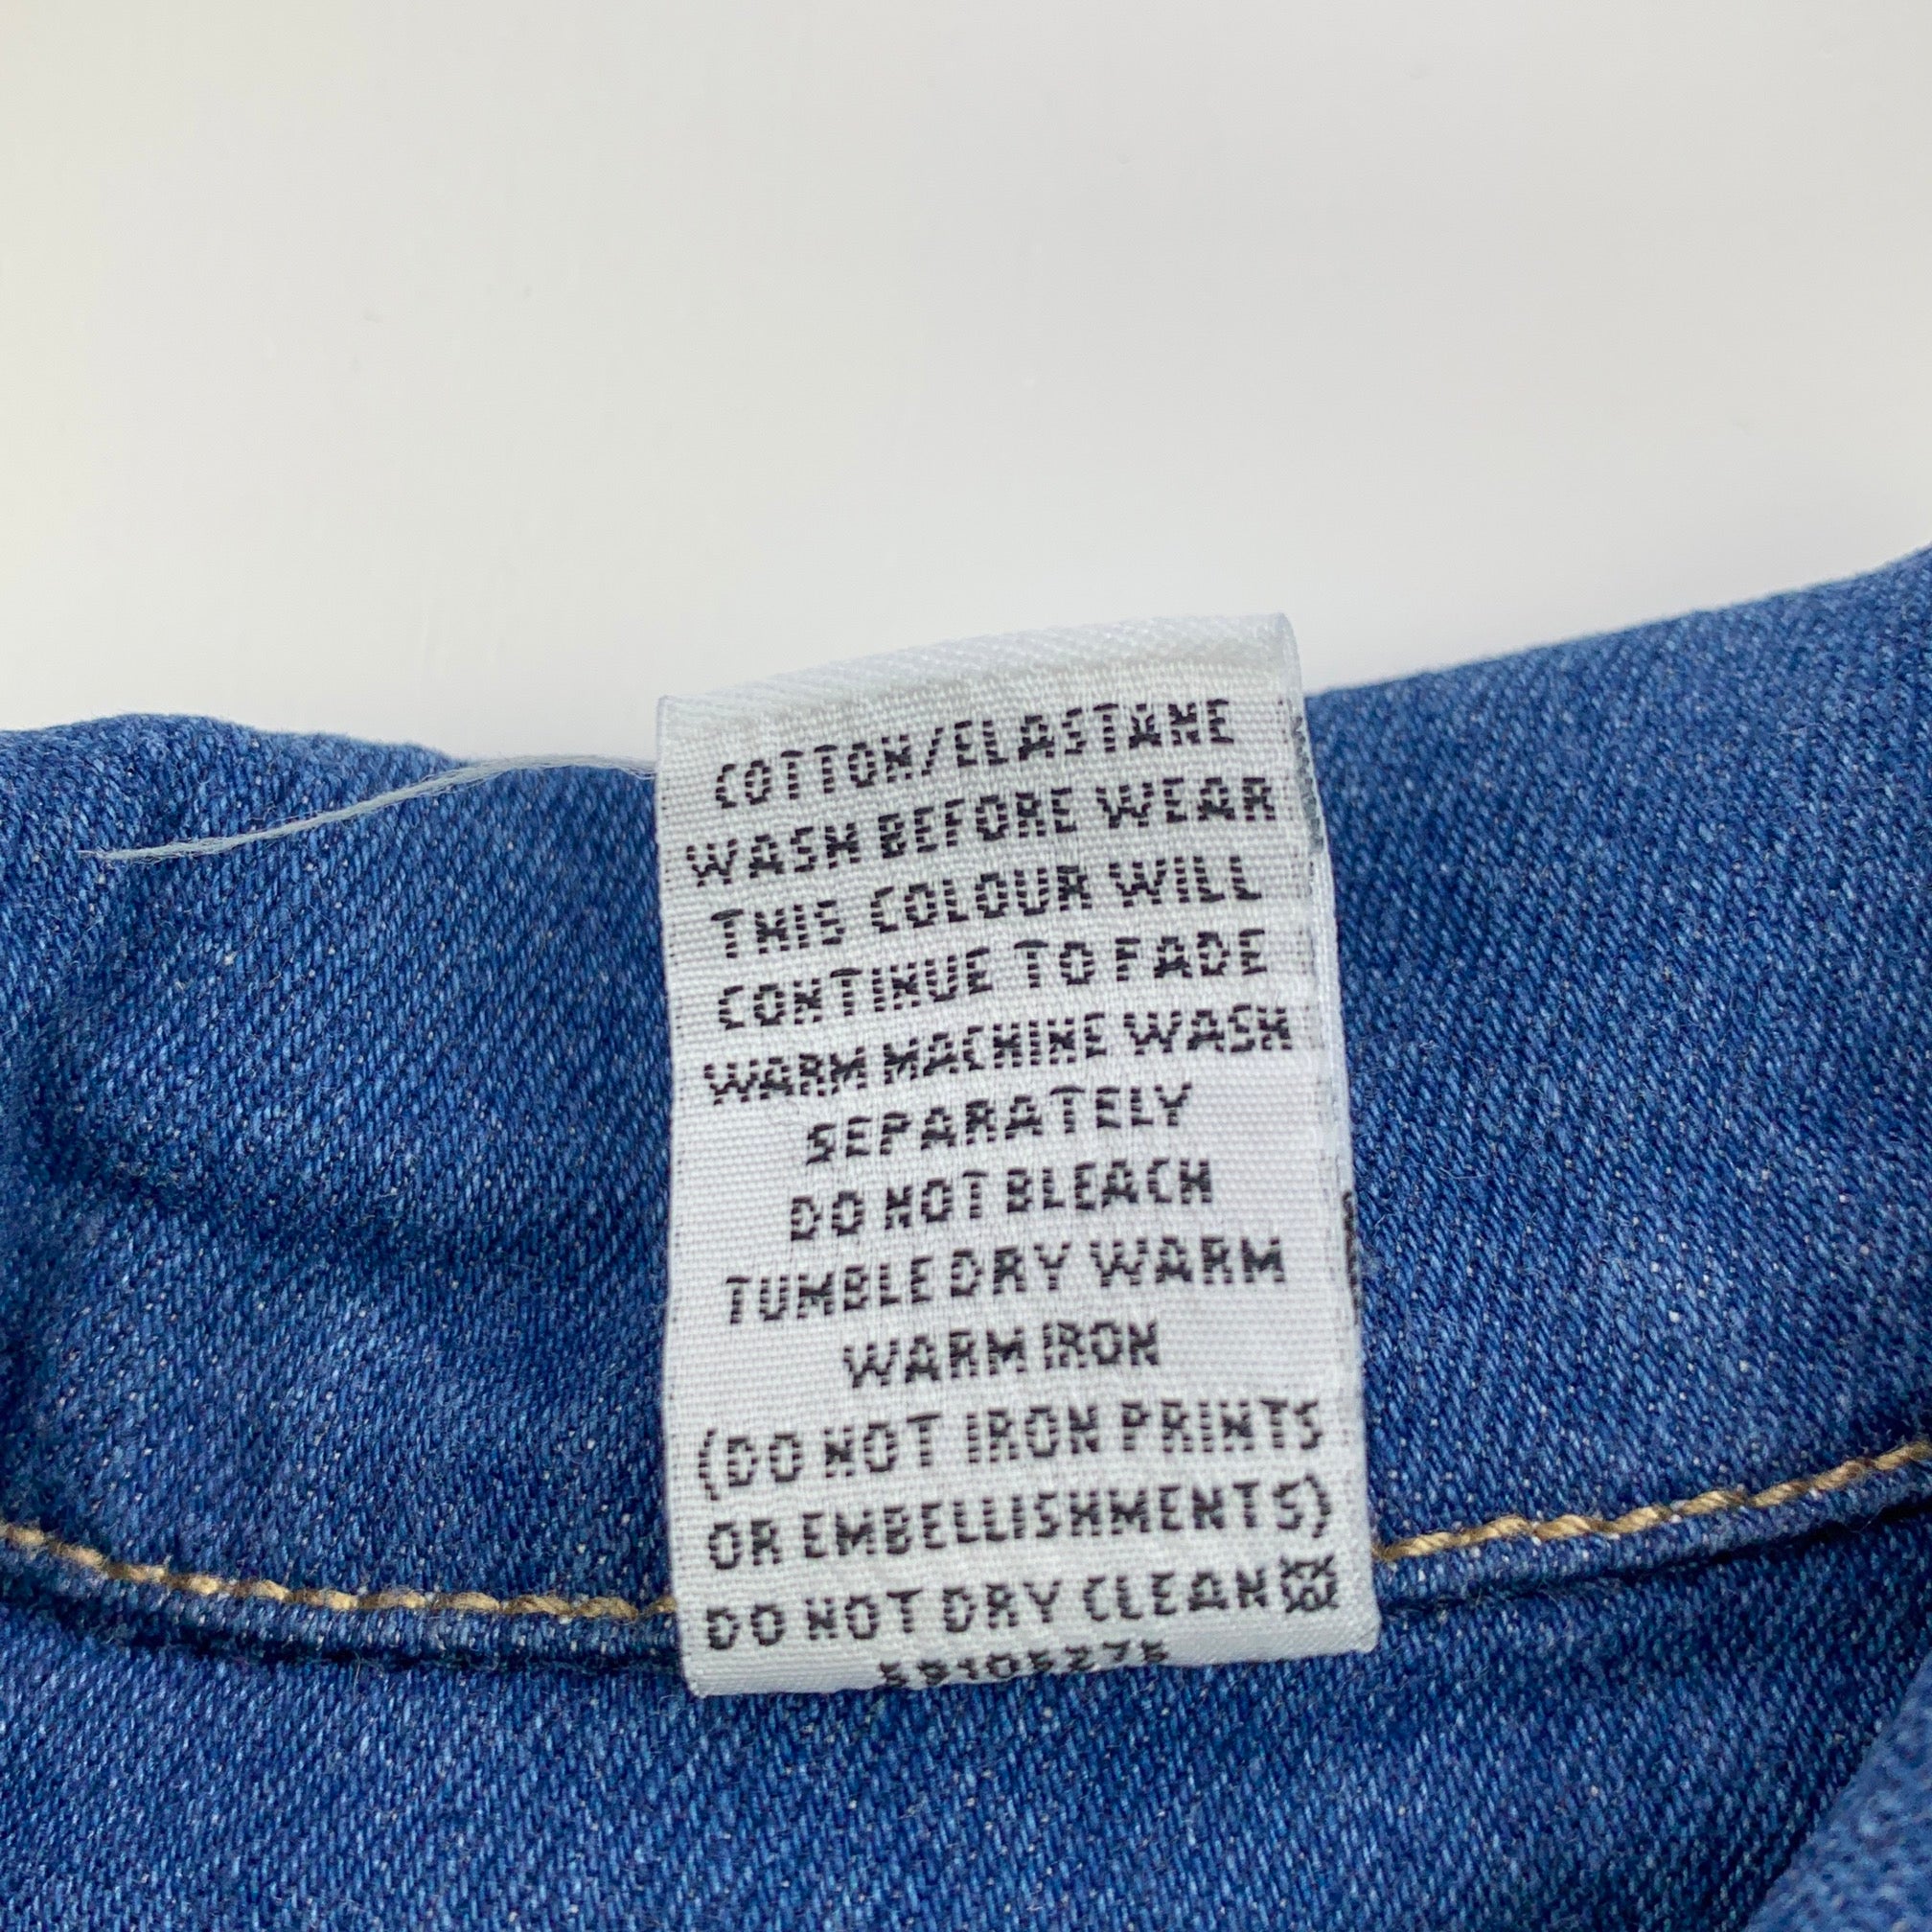 COTTON/ELASTANE
WASH BEFORE WEAR
THIS COLOUR WILL
CONTINUE TO FADE
WARM MACHINE WASH
SEPARATELY
DO NOT BLEACH
TUMBLE DRY WARM
WARM IRON
(DO NOT IRON PRINTS
OR EMBELLISHMENTS)
DO NOT DRY CLEAN